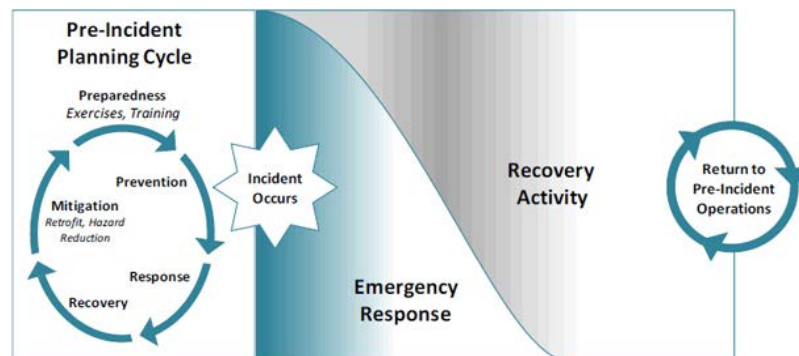 Pre-Incident
Planning Cycle
Preparedness
Exercises, Training
Prevention
Mitigation
Retrofit, Hazard
Reduction
Response
Recovery
Incident
Occurs
Emergency
Response
Recovery
Activity
Return to
Pre-Incident
Operations